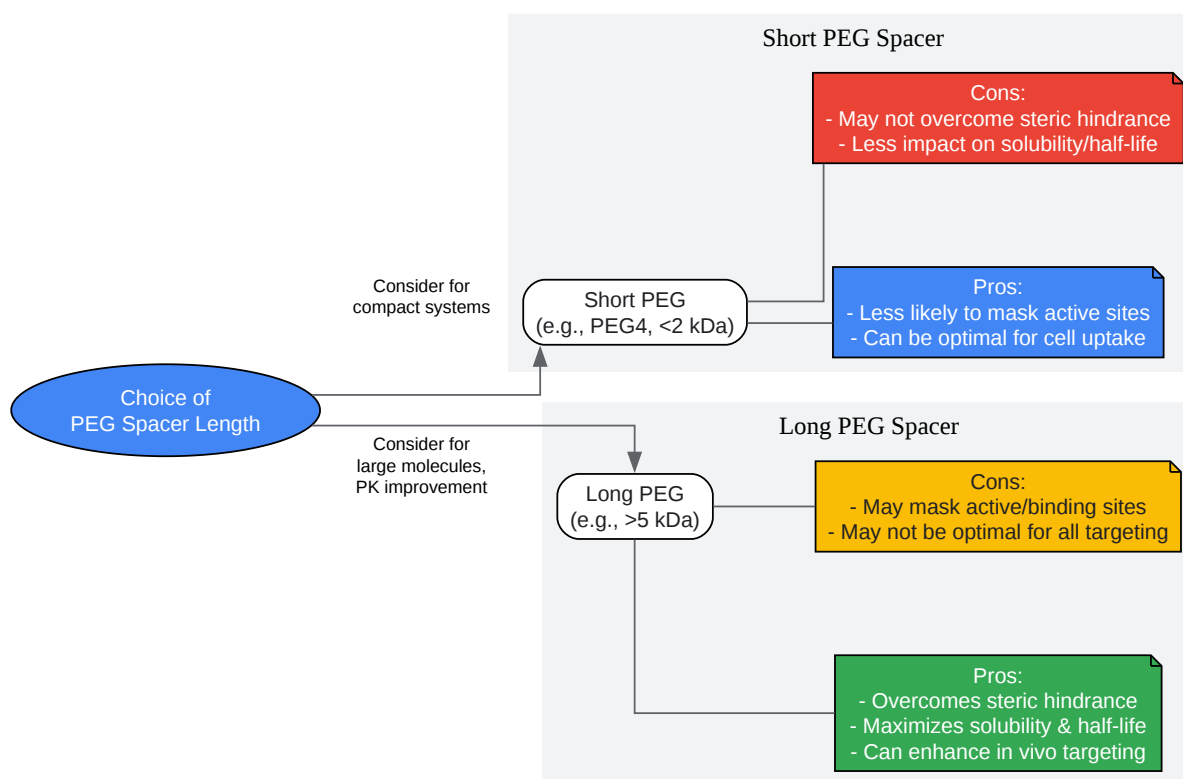 Short PEG Spacer
Cons:
- May not overcome steric hindrance
- Less impact on solubility/half-life
Consider for
compact systems
Short PEG
(e.g., PEG4, <2 kDa)
Pros:
- Less likely to mask active sites
- Can be optimal for cell uptake
Choice of
PEG Spacer Length
Consider for
large molecules,
PK improvement
Long PEG Spacer
Long PEG
(e.g., >5 kDa)
Cons:
- May mask active/binding sites
- May not be optimal for all targeting
Pros:
- Overcomes steric hindrance
- Maximizes solubility & half-life
- Can enhance in vivo targeting